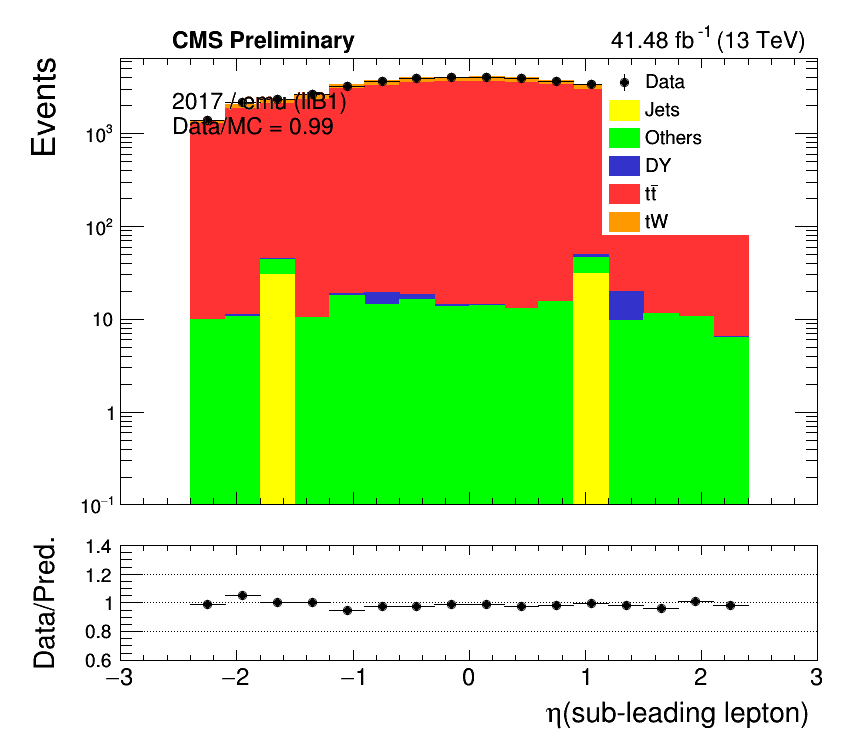 CMS Preliminary 41.48 fb⁻¹ (13 TeV)
Events
2017 / emu (llB1)
Data/MC = 0.99
Data
Jets
Others
DY
tt̄
tW
10³
10²
10
1
10⁻¹
Data/Pred.
1.4
1.2
1
0.8
0.6
−3 −2 −1 0 1 2 3
η(sub-leading lepton)